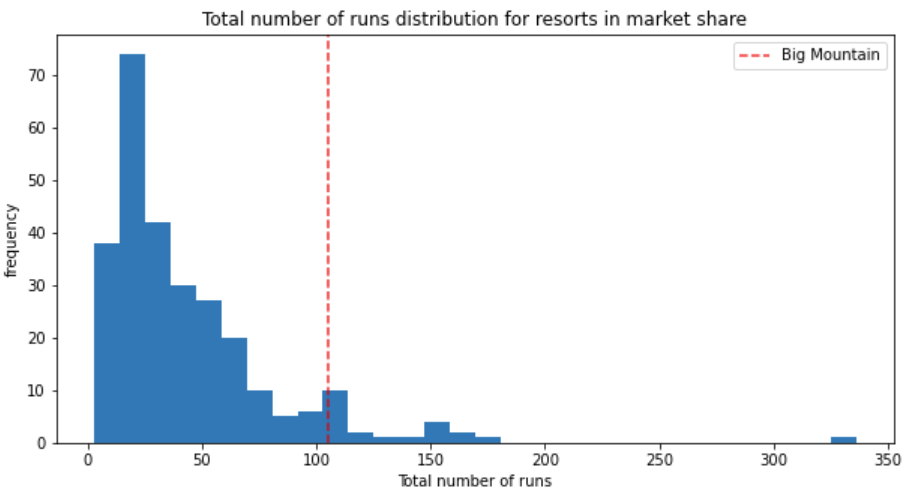 Total number of runs distribution for resorts in market share
Big Mountain
frequency
70
60
50
40
30
20
10
0
0 50 100 150 200 250 300 350
Total number of runs